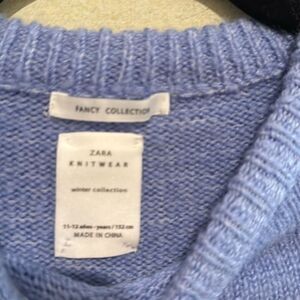 FANCY COLLECTION
ZARA
KNITWEAR
winter collection
11-12 años - years / 152 cm
MADE IN CHINA